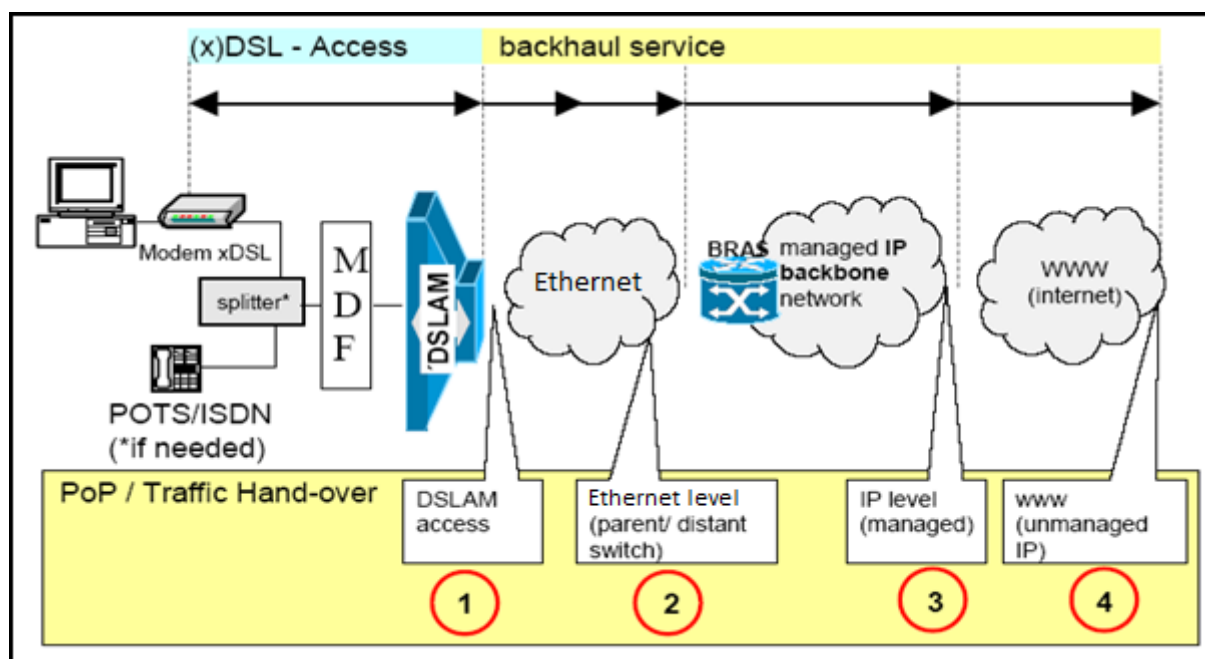 (x)DSL - Access
backhaul service
Modem xDSL
splitter*
POTS/ISDN
(*if needed)
M
D
F
DSLAM
Ethernet
BRAS
managed IP
backbone
network
WWW
(internet)
PoP / Traffic Hand-over
DSLAM
access
Ethernet level
(parent/ distant
switch)
IP level
(managed)
www
(unmanaged
IP)
1
2
3
4